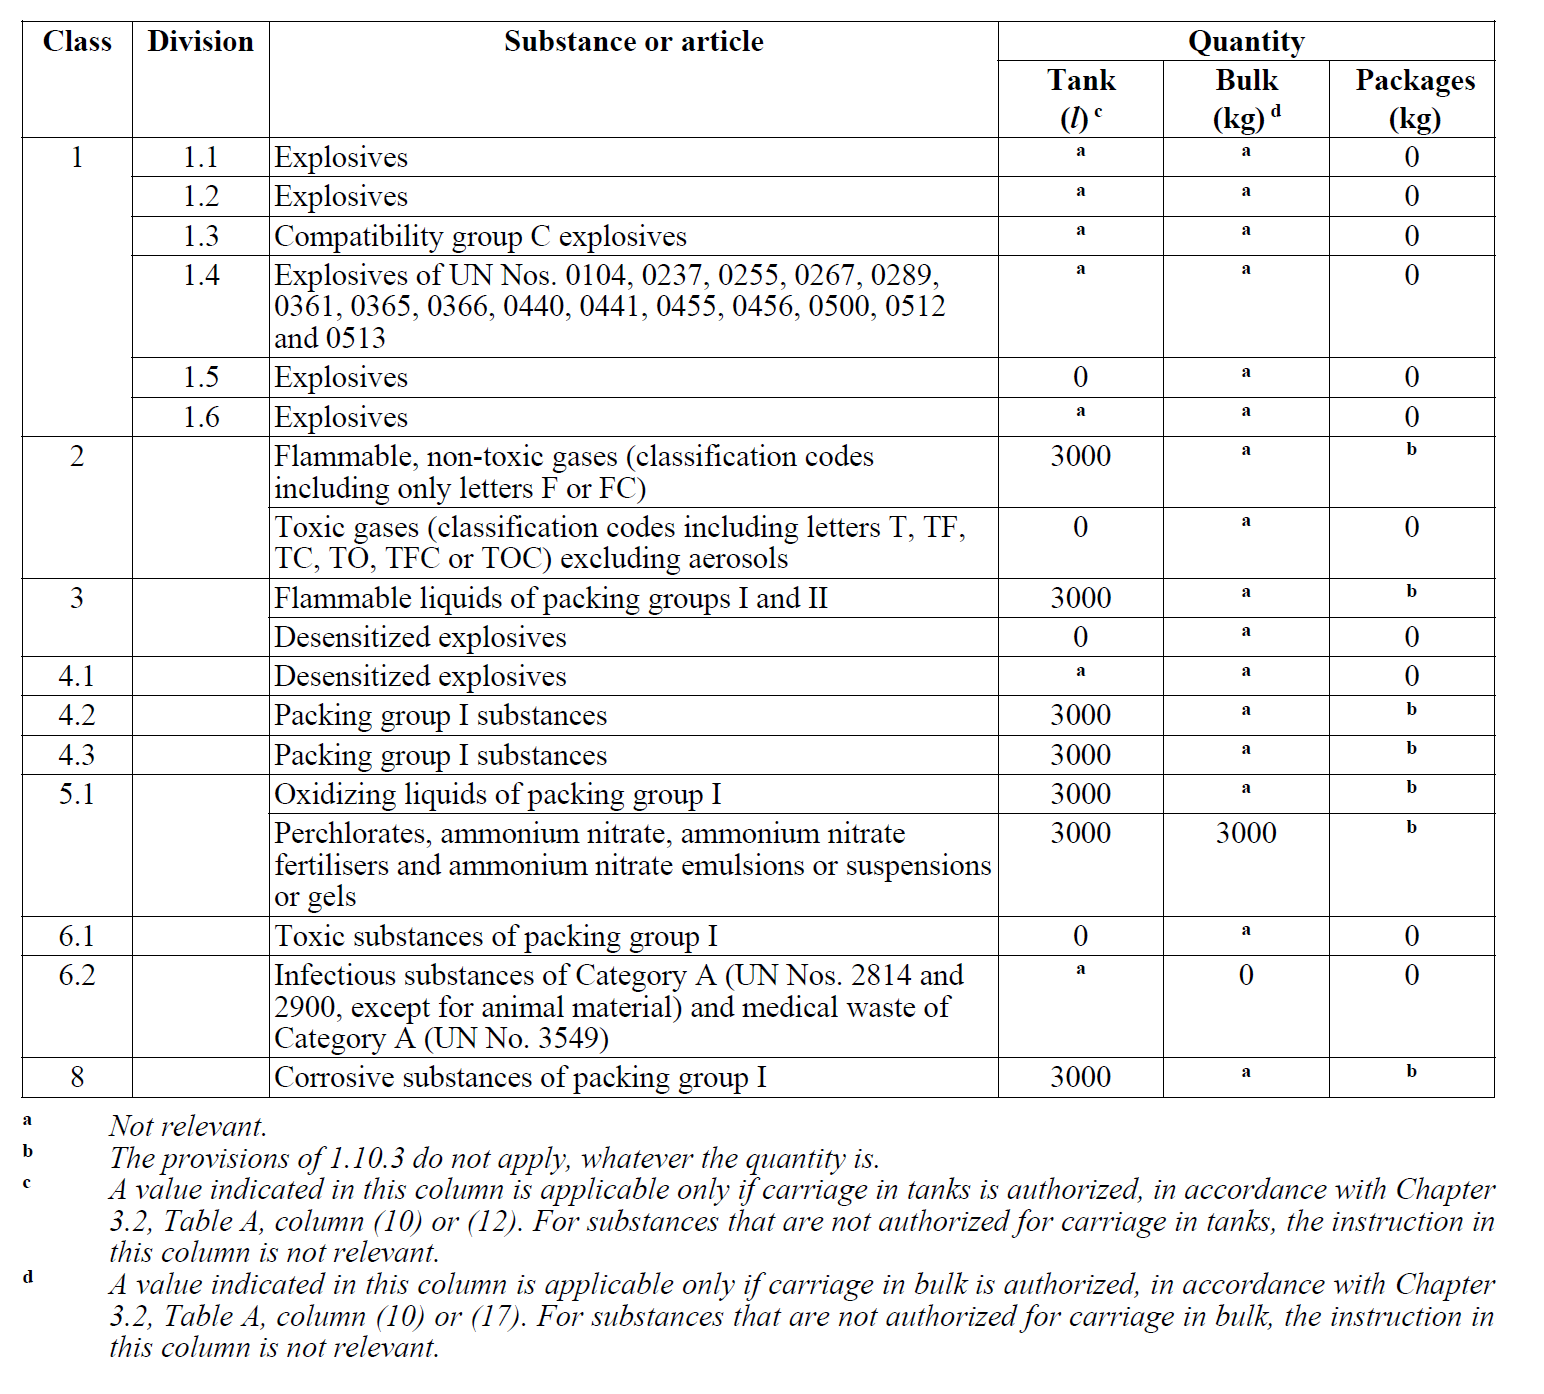 Class Division Substance or article Quantity
Tank Bulk Packages
(l) c (kg) d (kg)
1 1.1 Explosives a a 0
1.2 Explosives a a 0
1.3 Compatibility group C explosives a a 0
1.4 Explosives of UN Nos. 0104, 0237, 0255, 0267, 0289, a a 0
0361, 0365, 0366, 0440, 0441, 0455, 0456, 0500, 0512
and 0513
1.5 Explosives 0 a 0
1.6 Explosives a a 0
2 Flammable, non-toxic gases (classification codes 3000 a b
including only letters F or FC)
Toxic gases (classification codes including letters T, TF, 0 a 0
TC, TO, TFC or TOC) excluding aerosols
3 Flammable liquids of packing groups I and II 3000 a b
Desensitized explosives 0 a 0
4.1 Desensitized explosives a a 0
4.2 Packing group I substances 3000 a b
4.3 Packing group I substances 3000 a b
5.1 Oxidizing liquids of packing group I 3000 a b
Perchlorates, ammonium nitrate, ammonium nitrate 3000 3000 b
fertilisers and ammonium nitrate emulsions or suspensions
or gels
6.1 Toxic substances of packing group I 0 a 0
6.2 Infectious substances of Category A (UN Nos. 2814 and a 0 0
2900, except for animal material) and medical waste of
Category A (UN No. 3549)
8 Corrosive substances of packing group I 3000 a b
a Not relevant.
b The provisions of 1.10.3 do not apply, whatever the quantity is.
c A value indicated in this column is applicable only if carriage in tanks is authorized, in accordance with Chapter
3.2, Table A, column (10) or (12). For substances that are not authorized for carriage in tanks, the instruction in
this column is not relevant.
d A value indicated in this column is applicable only if carriage in bulk is authorized, in accordance with Chapter
3.2, Table A, column (10) or (17). For substances that are not authorized for carriage in bulk, the instruction in
this column is not relevant.